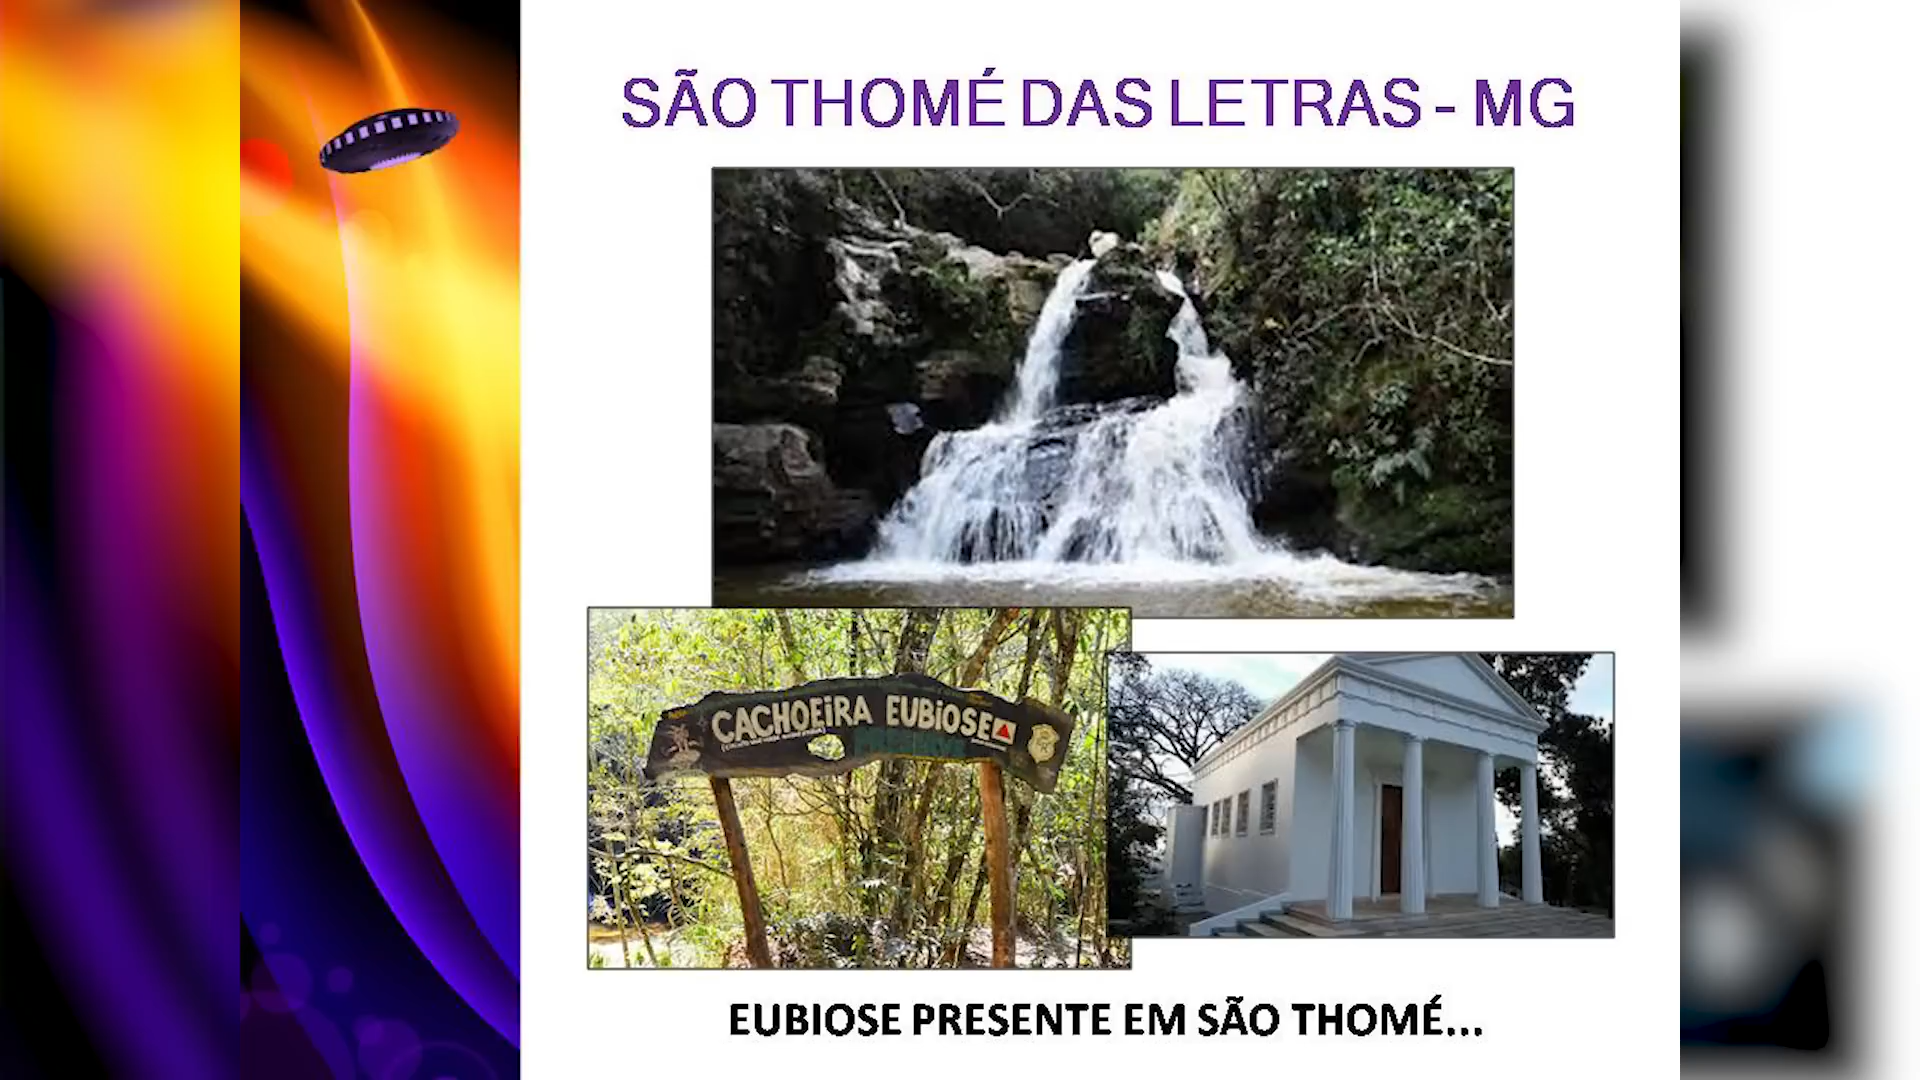 SÃO THOMÉ DAS LETRAS - MG
CACHOEIRA EUBIOSE
EUBIOSE PRESENTE EM SÃO THOMÉ...